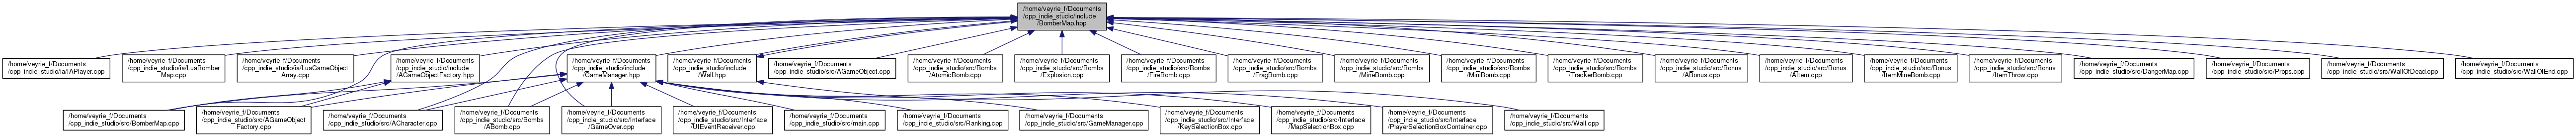 /home/veyrie_f/Documents
/cpp_indie_studio/include
/BomberMap.hpp
/home/veyrie_f/Documents
/cpp_indie_studio/ia/IAPlayer.cpp
/home/veyrie_f/Documents
/cpp_indie_studio/ia/LuaBomber
Map.cpp
/home/veyrie_f/Documents
/cpp_indie_studio/ia/LuaGameObject
Array.cpp
/home/veyrie_f/Documents
/cpp_indie_studio/include
/AGameObjectFactory.hpp
/home/veyrie_f/Documents
/cpp_indie_studio/include
/GameManager.hpp
/home/veyrie_f/Documents
/cpp_indie_studio/include
/Wall.hpp
/home/veyrie_f/Documents
/cpp_indie_studio/src/AGameObject.cpp
/home/veyrie_f/Documents
/cpp_indie_studio/src/Bombs
/AtomicBomb.cpp
/home/veyrie_f/Documents
/cpp_indie_studio/src/Bombs
/Explosion.cpp
/home/veyrie_f/Documents
/cpp_indie_studio/src/Bombs
/FireBomb.cpp
/home/veyrie_f/Documents
/cpp_indie_studio/src/Bombs
/FragBomb.cpp
/home/veyrie_f/Documents
/cpp_indie_studio/src/Bombs
/MineBomb.cpp
/home/veyrie_f/Documents
/cpp_indie_studio/src/Bombs
/MiniBomb.cpp
/home/veyrie_f/Documents
/cpp_indie_studio/src/Bombs
/TrackerBomb.cpp
/home/veyrie_f/Documents
/cpp_indie_studio/src/Bonus
/ABonus.cpp
/home/veyrie_f/Documents
/cpp_indie_studio/src/Bonus
/AItem.cpp
/home/veyrie_f/Documents
/cpp_indie_studio/src/Bonus
/ItemMineBomb.cpp
/home/veyrie_f/Documents
/cpp_indie_studio/src/Bonus
/ItemThrow.cpp
/home/veyrie_f/Documents
/cpp_indie_studio/src/DangerMap.cpp
/home/veyrie_f/Documents
/cpp_indie_studio/src/Props.cpp
/home/veyrie_f/Documents
/cpp_indie_studio/src/WallOfDead.cpp
/home/veyrie_f/Documents
/cpp_indie_studio/src/WallOfEnd.cpp
/home/veyrie_f/Documents
/cpp_indie_studio/src/BomberMap.cpp
/home/veyrie_f/Documents
/cpp_indie_studio/src/AGameObject
Factory.cpp
/home/veyrie_f/Documents
/cpp_indie_studio/src/ACharacter.cpp
/home/veyrie_f/Documents
/cpp_indie_studio/src/Bombs
/ABomb.cpp
/home/veyrie_f/Documents
/cpp_indie_studio/src/Interface
/GameOver.cpp
/home/veyrie_f/Documents
/cpp_indie_studio/src/Interface
/UIEventReceiver.cpp
/home/veyrie_f/Documents
/cpp_indie_studio/src/main.cpp
/home/veyrie_f/Documents
/cpp_indie_studio/src/Ranking.cpp
/home/veyrie_f/Documents
/cpp_indie_studio/src/GameManager.cpp
/home/veyrie_f/Documents
/cpp_indie_studio/src/Interface
/KeySelectionBox.cpp
/home/veyrie_f/Documents
/cpp_indie_studio/src/Interface
/MapSelectionBox.cpp
/home/veyrie_f/Documents
/cpp_indie_studio/src/Interface
/PlayerSelectionBoxContainer.cpp
/home/veyrie_f/Documents
/cpp_indie_studio/src/Wall.cpp